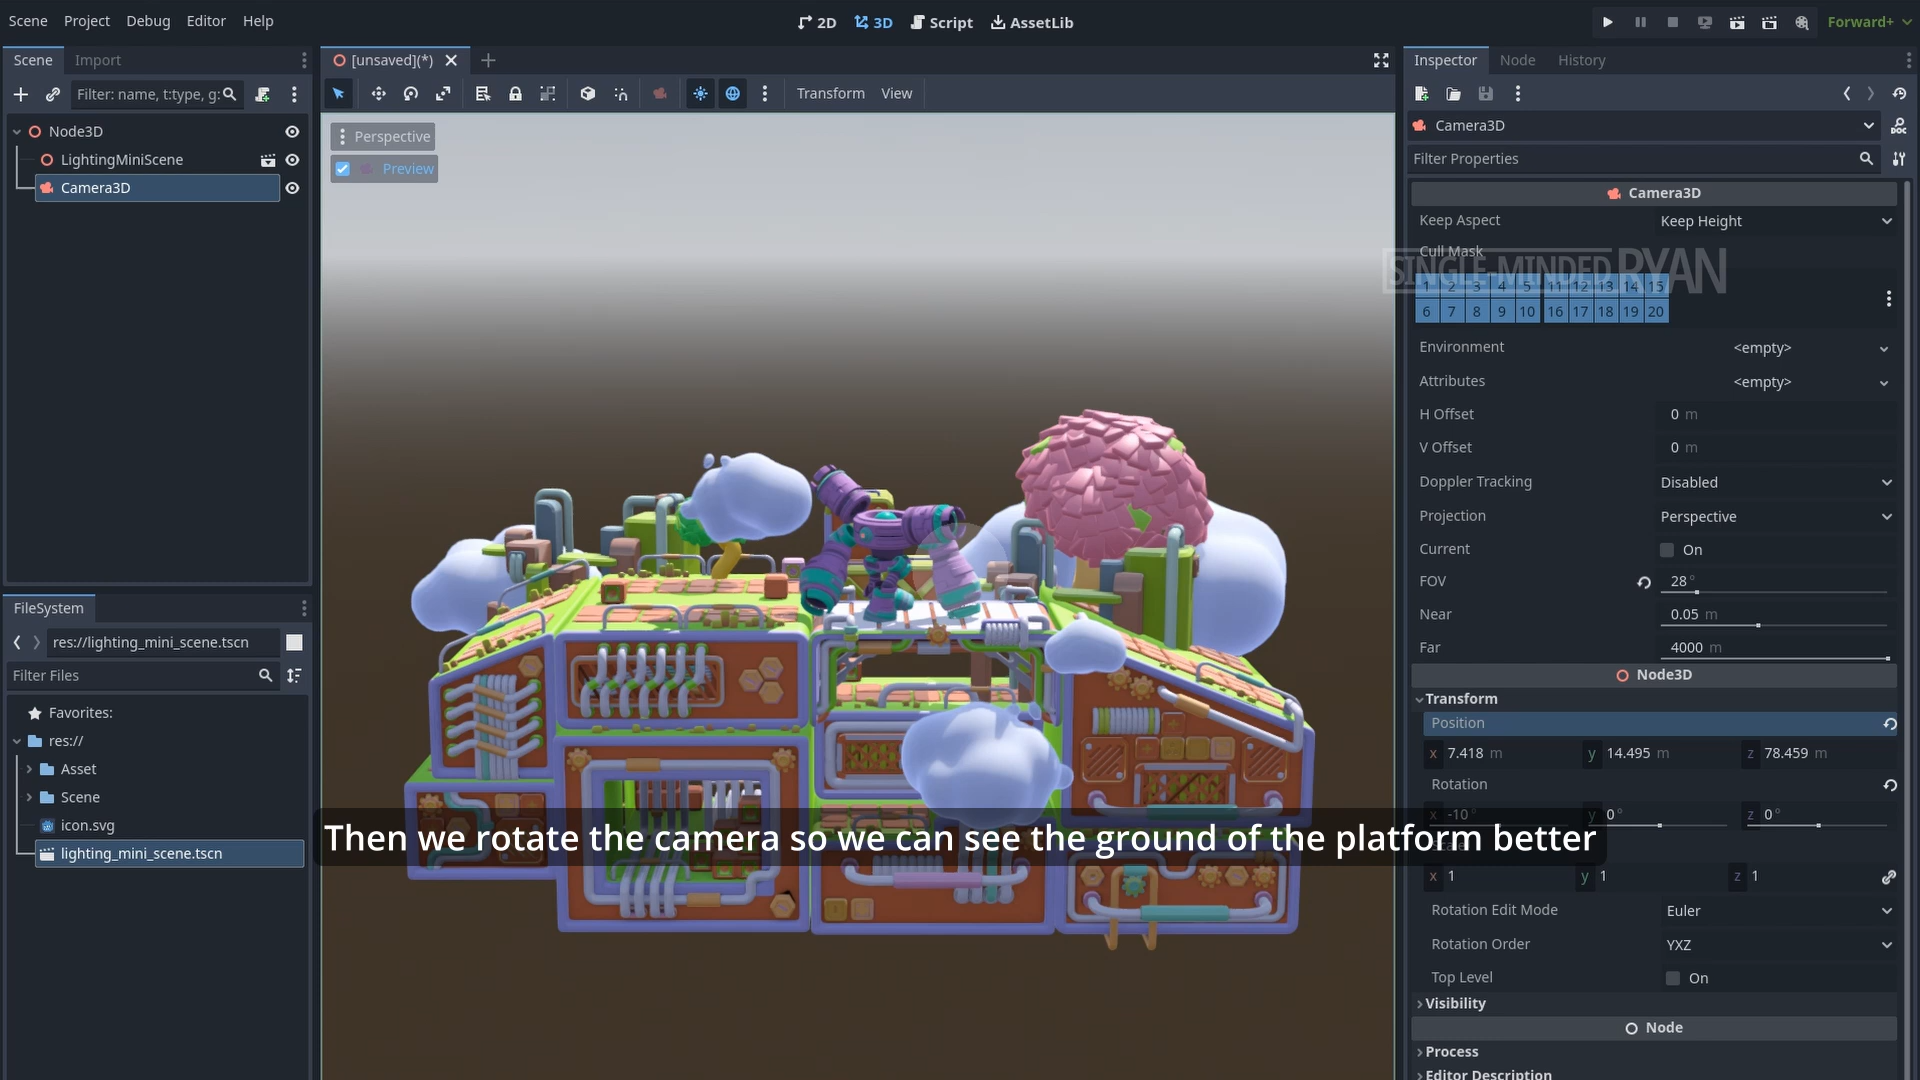 Scene Project Debug Editor Help
2D 3D Script AssetLib
Forward+
Scene Import
[unsaved](*)
Inspector Node History
Filter: name, t:type, g:
Transform View
Node3D
LightingMiniScene
Camera3D
Perspective
Preview
Camera3D
Filter Properties
Camera3D
Keep Aspect Keep Height
Cull Mask
SINGLE-MINDED RYAN
1 2 3 4 5 11 12 13 14 15
6 7 8 9 10 16 17 18 19 20
Environment <empty>
Attributes <empty>
H Offset 0 m
V Offset 0 m
Doppler Tracking Disabled
Projection Perspective
Current On
FOV 28 °
Near 0.05 m
Far 4000 m
Node3D
Transform
Position
x 7.418 m y 14.495 m z 78.459 m
Rotation
x -10 ° y 0 ° z 0 °
x 1 y 1 z 1
Rotation Edit Mode Euler
Rotation Order YXZ
Top Level On
Visibility
Node
Process
Editor Description
FileSystem
res://lighting_mini_scene.tscn
Filter Files
Favorites:
res://
Asset
Scene
icon.svg
lighting_mini_scene.tscn
Then we rotate the camera so we can see the ground of the platform better